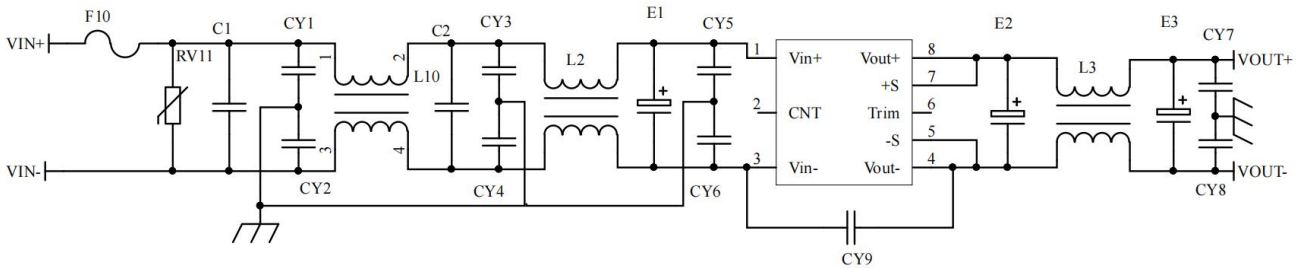 F10
C1
CY1
C2
CY3
E1
CY5
E2
E3
CY7
VIN+
RV11
1
2
L10
L2
1
Vin+
Vout+
8
L3
VOUT+
+S
7
2
CNT
Trim
6
-S
5
3
4
3
Vin-
Vout-
4
VIN-
CY2
CY4
CY6
CY8
VOUT-
CY9
+
+
+